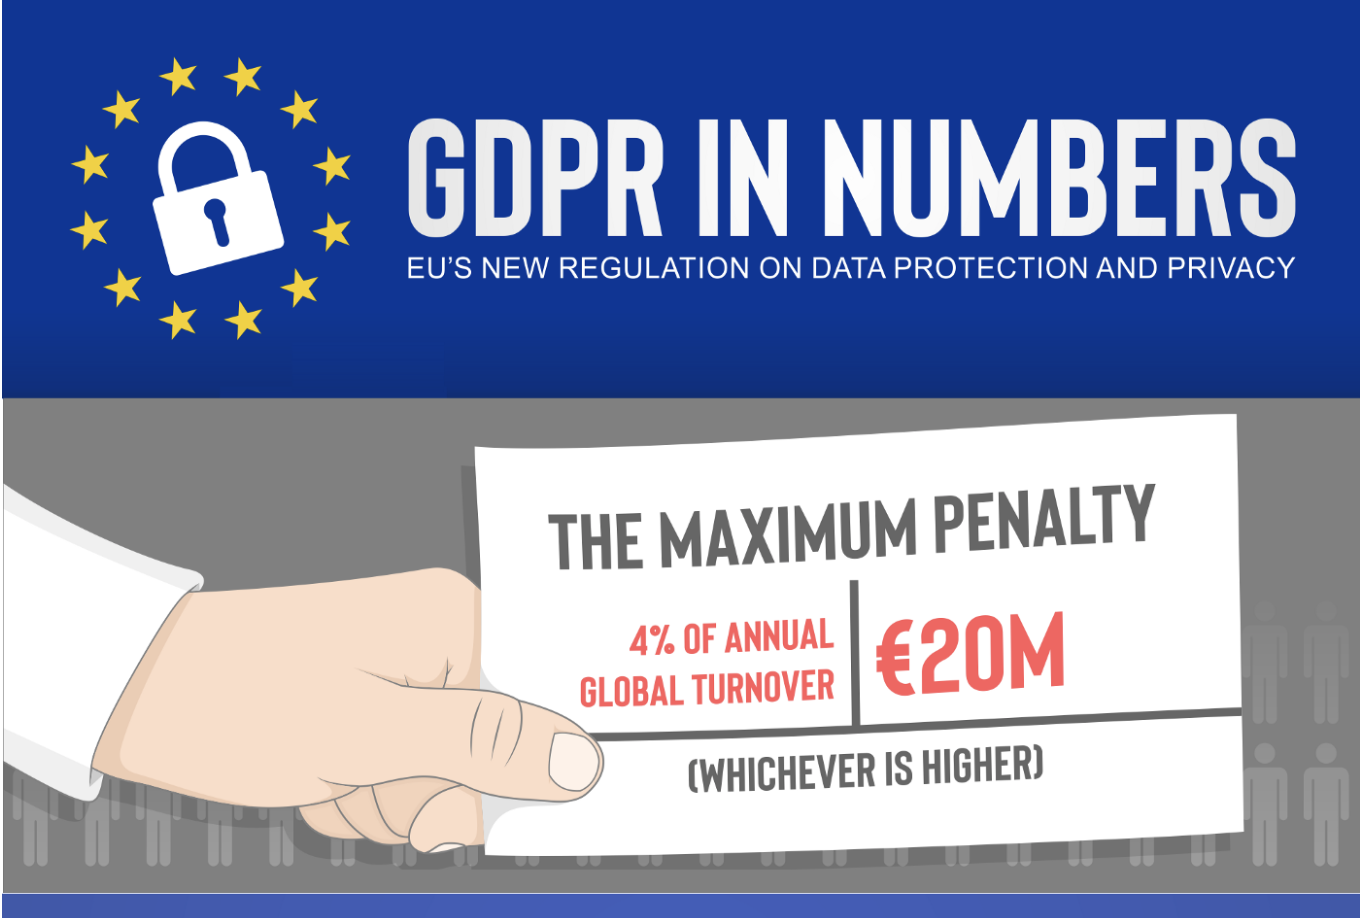 GDPR IN NUMBERS
EU'S NEW REGULATION ON DATA PROTECTION AND PRIVACY
THE MAXIMUM PENALTY
4% OF ANNUAL
GLOBAL TURNOVER
€20M
(WHICHEVER IS HIGHER)